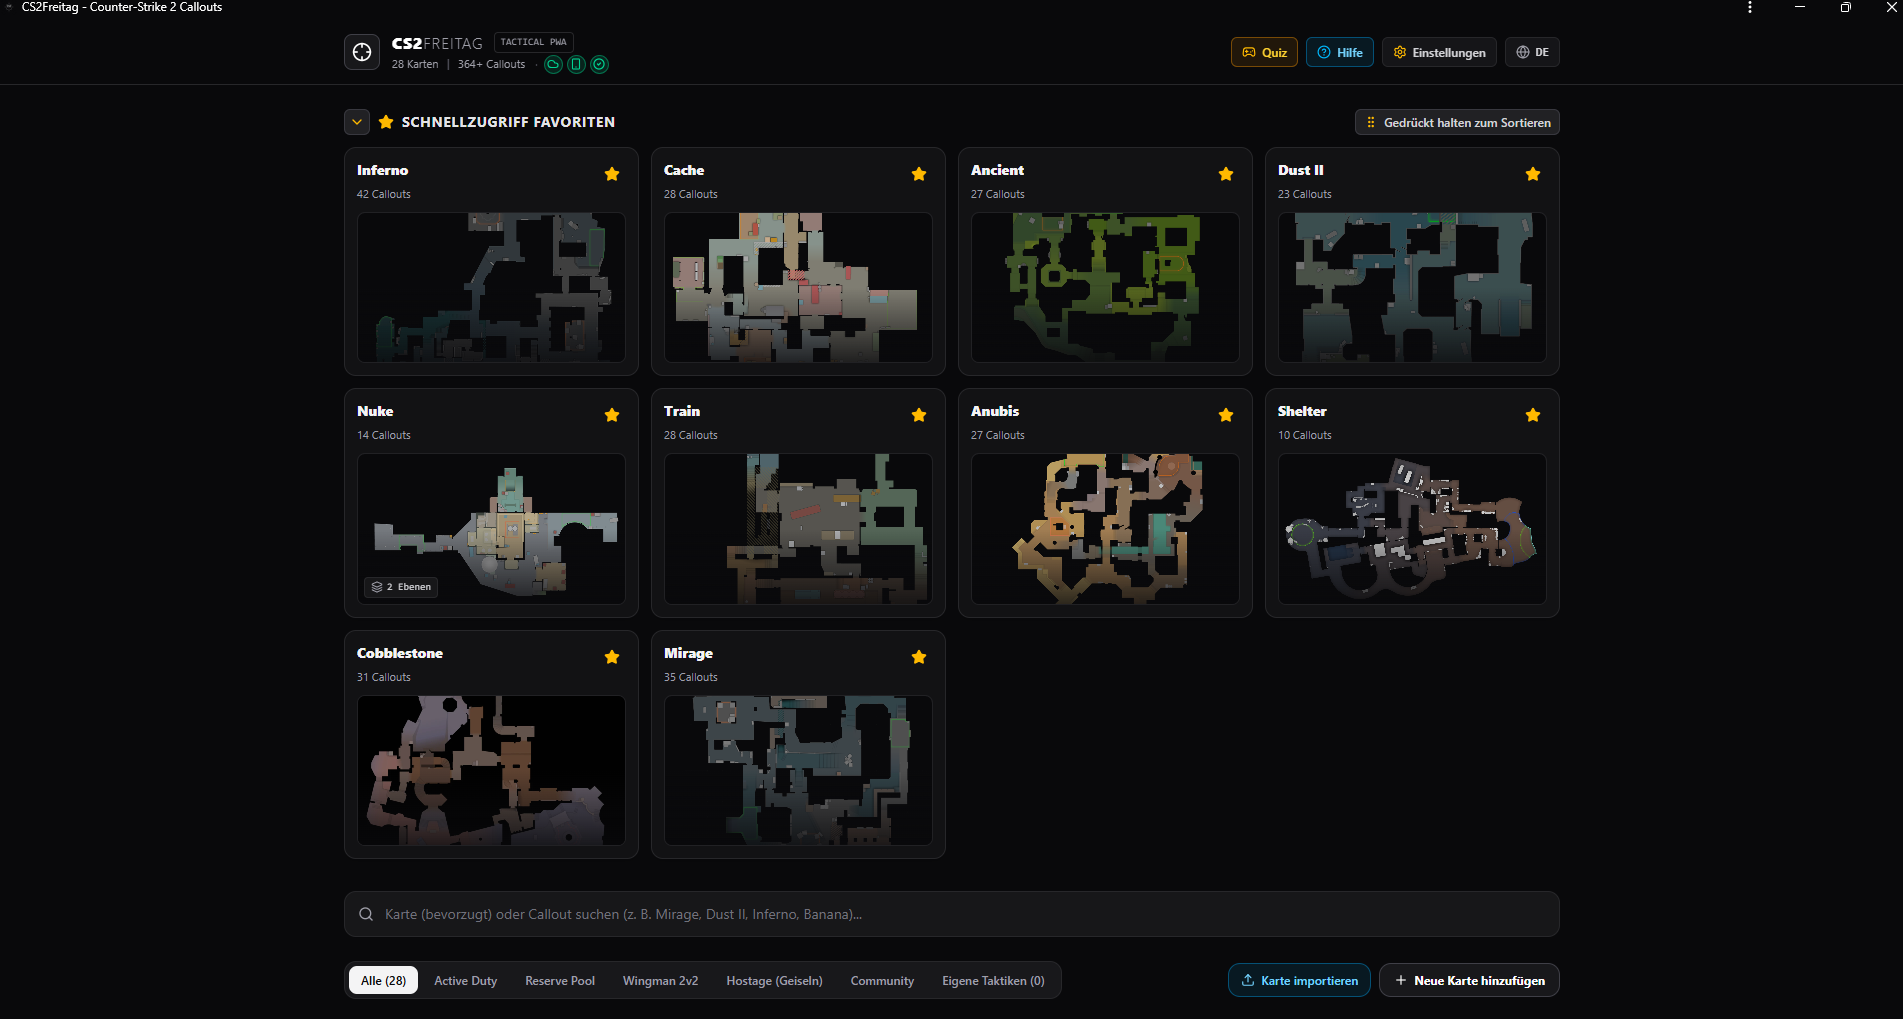 CS2Freitag - Counter-Strike 2 Callouts
CS2FREITAG TACTICAL PWA
28 Karten | 364+ Callouts ·
Quiz
Hilfe
Einstellungen
DE
SCHNELLZUGRIFF FAVORITEN
Gedrückt halten zum Sortieren
Inferno
42 Callouts
Cache
28 Callouts
Ancient
27 Callouts
Dust II
23 Callouts
Nuke
14 Callouts
2 Ebenen
Train
28 Callouts
Anubis
27 Callouts
Shelter
10 Callouts
Cobblestone
31 Callouts
Mirage
35 Callouts
Karte (bevorzugt) oder Callout suchen (z. B. Mirage, Dust II, Inferno, Banana)...
Alle (28)
Active Duty
Reserve Pool
Wingman 2v2
Hostage (Geiseln)
Community
Eigene Taktiken (0)
Karte importieren
+ Neue Karte hinzufügen